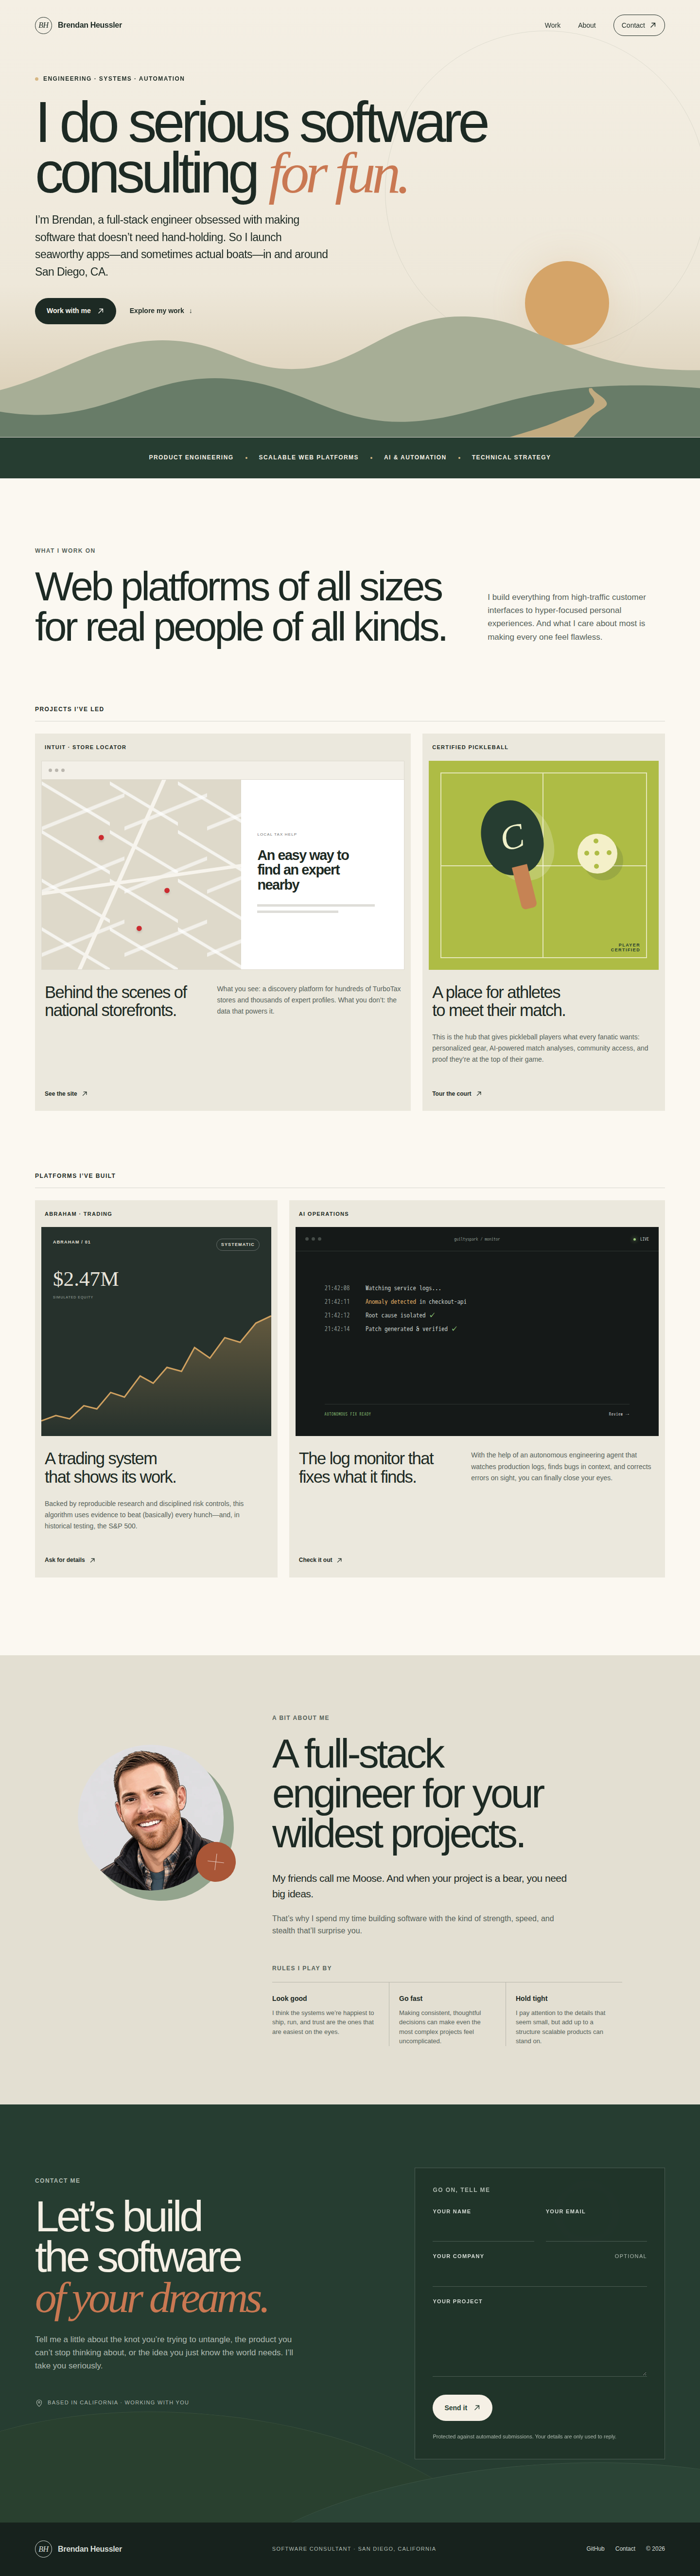 BH Brendan Heussler
Work About Contact
ENGINEERING · SYSTEMS · AUTOMATION
I do serious software
consulting for fun.
I’m Brendan, a full-stack engineer obsessed with making
software that doesn’t need hand-holding. So I launch
seaworthy apps—and sometimes actual boats—in and around
San Diego, CA.
Work with me Explore my work ↓
PRODUCT ENGINEERING • SCALABLE WEB PLATFORMS • AI & AUTOMATION • TECHNICAL STRATEGY
WHAT I WORK ON
Web platforms of all sizes
for real people of all kinds.
I build everything from high-traffic customer
interfaces to hyper-focused personal
experiences. And what I care about most is
making every one feel flawless.
PROJECTS I’VE LED
INTUIT · STORE LOCATOR
LOCAL TAX HELP
An easy way to
find an expert
nearby
Behind the scenes of
national storefronts.
What you see: a discovery platform for hundreds of TurboTax
stores and thousands of expert profiles. What you don’t: the
data that powers it.
See the site
CERTIFIED PICKLEBALL
C
PLAYER
CERTIFIED
A place for athletes
to meet their match.
This is the hub that gives pickleball players what every fanatic wants:
personalized gear, AI-powered match analyses, community access, and
proof they’re at the top of their game.
Tour the court
PLATFORMS I’VE BUILT
ABRAHAM · TRADING
ABRAHAM / 01
SYSTEMATIC
$2.47M
SIMULATED EQUITY
A trading system
that shows its work.
Backed by reproducible research and disciplined risk controls, this
algorithm uses evidence to beat (basically) every hunch—and, in
historical testing, the S&P 500.
Ask for details
AI OPERATIONS
guiltyspark / monitor
LIVE
21:42:08 Watching service logs...
21:42:11 Anomaly detected in checkout-api
21:42:12 Root cause isolated ✓
21:42:14 Patch generated & verified ✓
AUTONOMOUS FIX READY
Review →
The log monitor that
fixes what it finds.
With the help of an autonomous engineering agent that
watches production logs, finds bugs in context, and corrects
errors on sight, you can finally close your eyes.
Check it out
A BIT ABOUT ME
A full-stack
engineer for your
wildest projects.
My friends call me Moose. And when your project is a bear, you need
big ideas.
That’s why I spend my time building software with the kind of strength, speed, and
stealth that’ll surprise you.
RULES I PLAY BY
Look good
I think the systems we’re happiest to
ship, run, and trust are the ones that
are easiest on the eyes.
Go fast
Making consistent, thoughtful
decisions can make even the
most complex projects feel
uncomplicated.
Hold tight
I pay attention to the details that
seem small, but add up to a
structure scalable products can
stand on.
CONTACT ME
Let’s build
the software
of your dreams.
Tell me a little about the knot you’re trying to untangle, the product you
can’t stop thinking about, or the idea you just know the world needs. I’ll
take you seriously.
BASED IN CALIFORNIA · WORKING WITH YOU
GO ON, TELL ME
YOUR NAME YOUR EMAIL
YOUR COMPANY OPTIONAL
YOUR PROJECT
Send it
Protected against automated submissions. Your details are only used to reply.
BH Brendan Heussler
SOFTWARE CONSULTANT · SAN DIEGO, CALIFORNIA
GitHub Contact © 2026